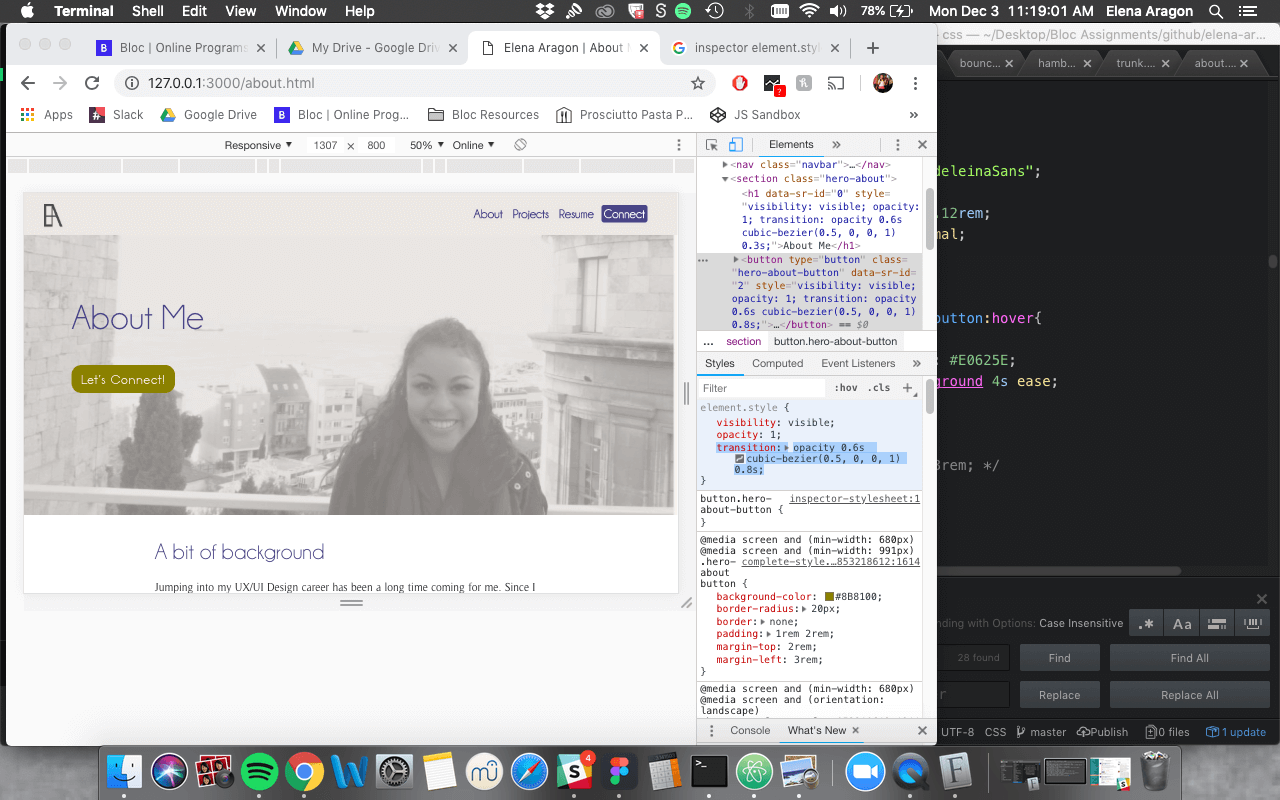 Terminal Shell Edit View Window Help
78% Mon Dec 3 11:19:01 AM Elena Aragon
Bloc | Online Programs
My Drive - Google Driv
Elena Aragon | About
inspector element.styl
127.0.0.1:3000/about.html
?
Apps Slack Google Drive Bloc | Online Prog... Bloc Resources Prosciutto Pasta P... JS Sandbox »
Responsive ▼ 1307 × 800 50% ▼ Online ▼
EA
About Projects Resume Connect
About Me
Let's Connect!
A bit of background
Jumping into my UX/UI Design career has been a long time coming for me. Since I
Elements »
▶<nav class="navbar">…</nav>
▼<section class="hero-about">
<h1 data-sr-id="0" style=
"visibility: visible; opacity:
1; transition: opacity 0.6s
cubic-bezier(0.5, 0, 0, 1)
0.3s;">About Me</h1>
… ▶<button type="button" class=
"hero-about-button" data-sr-id=
"2" style="visibility: visible;
opacity: 1; transition: opacity
0.6s cubic-bezier(0.5, 0, 0, 1)
0.8s;">…</button> == $0
... section button.hero-about-button
Styles Computed Event Listeners »
Filter :hov .cls +
element.style {
visibility: visible;
opacity: 1;
transition:▶ opacity 0.6s
cubic-bezier(0.5, 0, 0, 1)
0.8s;
}
button.hero- inspector-stylesheet:1
about-button {
}
@media screen and (min-width: 680px)
@media screen and (min-width: 991px)
.hero- complete-style.…853218612:1614
about
button {
background-color: #8B8100;
border-radius:▶ 20px;
border:▶ none;
padding:▶ 1rem 2rem;
margin-top: 2rem;
margin-left: 3rem;
}
@media screen and (min-width: 680px)
@media screen and (orientation:
landscape)
Console What's New ×
css — ~/Desktop/Bloc Assignments/github/elena-ar…
bounc... hamb... trunk.... about....
deleinaSans";
.12rem;
mal;
button:hover{
: #E0625E;
ground 4s ease;
3rem; */
nding with Options: Case Insensitive .* Aa
28 found Find Find All
r Replace Replace All
UTF-8 CSS master Publish 0 files 1 update
4